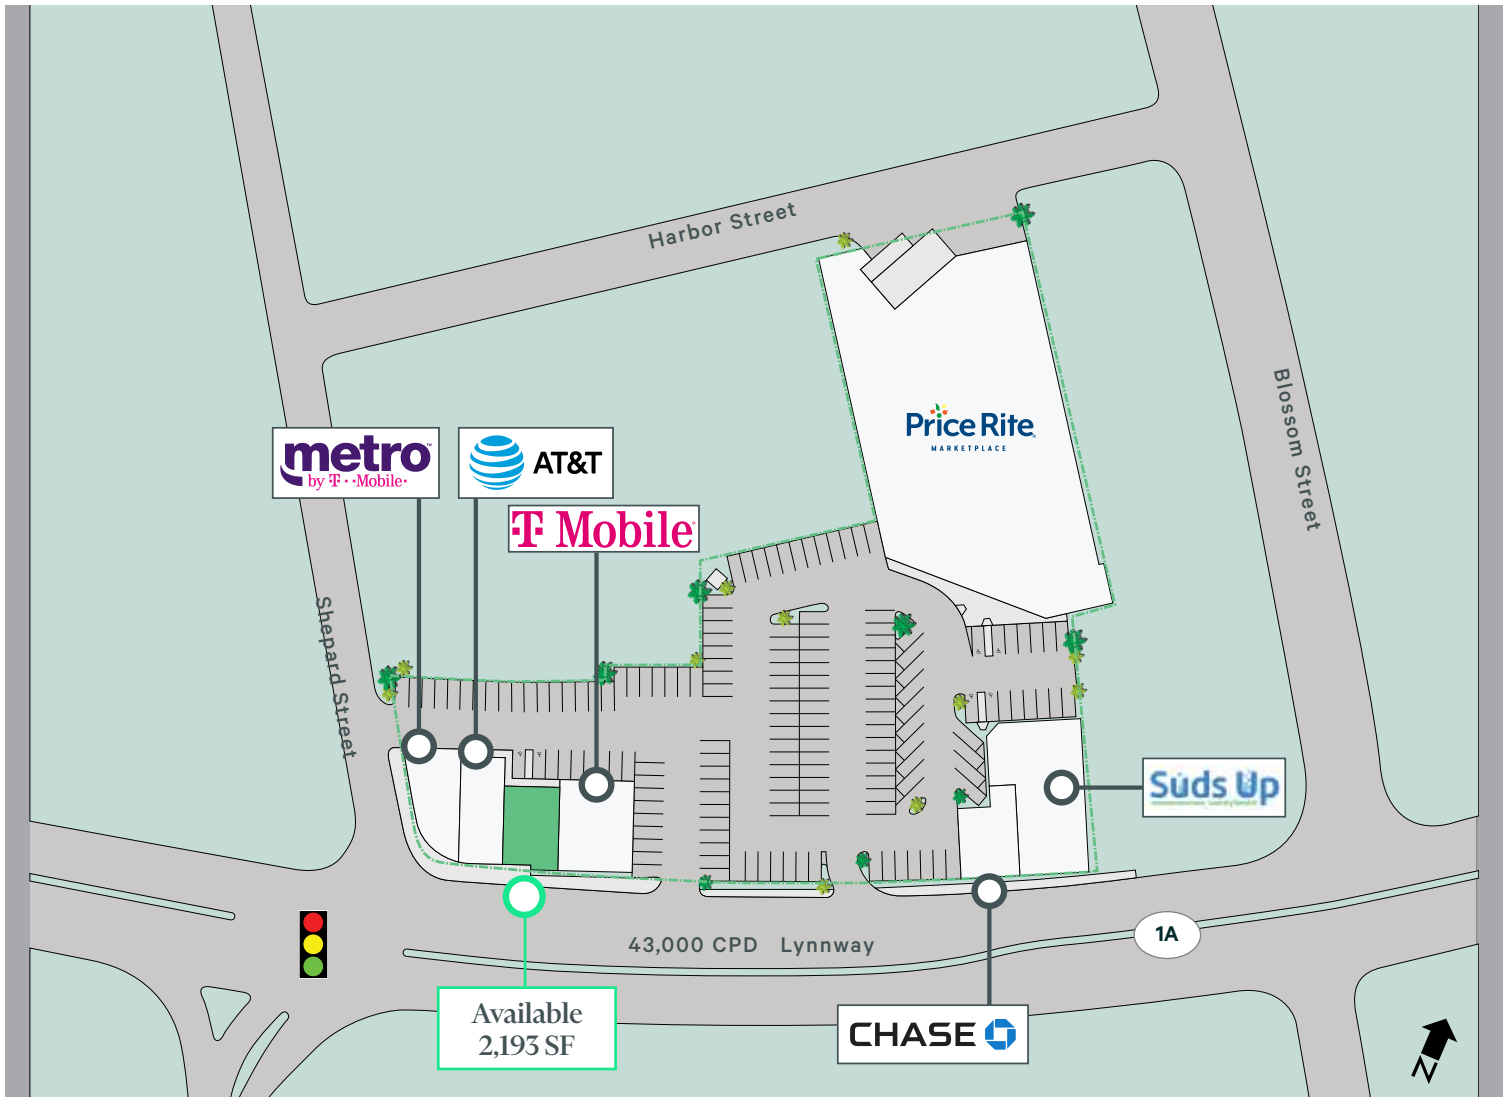 Harbor Street
Blossom Street
Price Rite
MARKETPLACE
metro
by T··Mobile·
AT&T
T Mobile
Shepard Street
Suds Up
43,000 CPD Lynnway
1A
Available
2,193 SF
CHASE
N